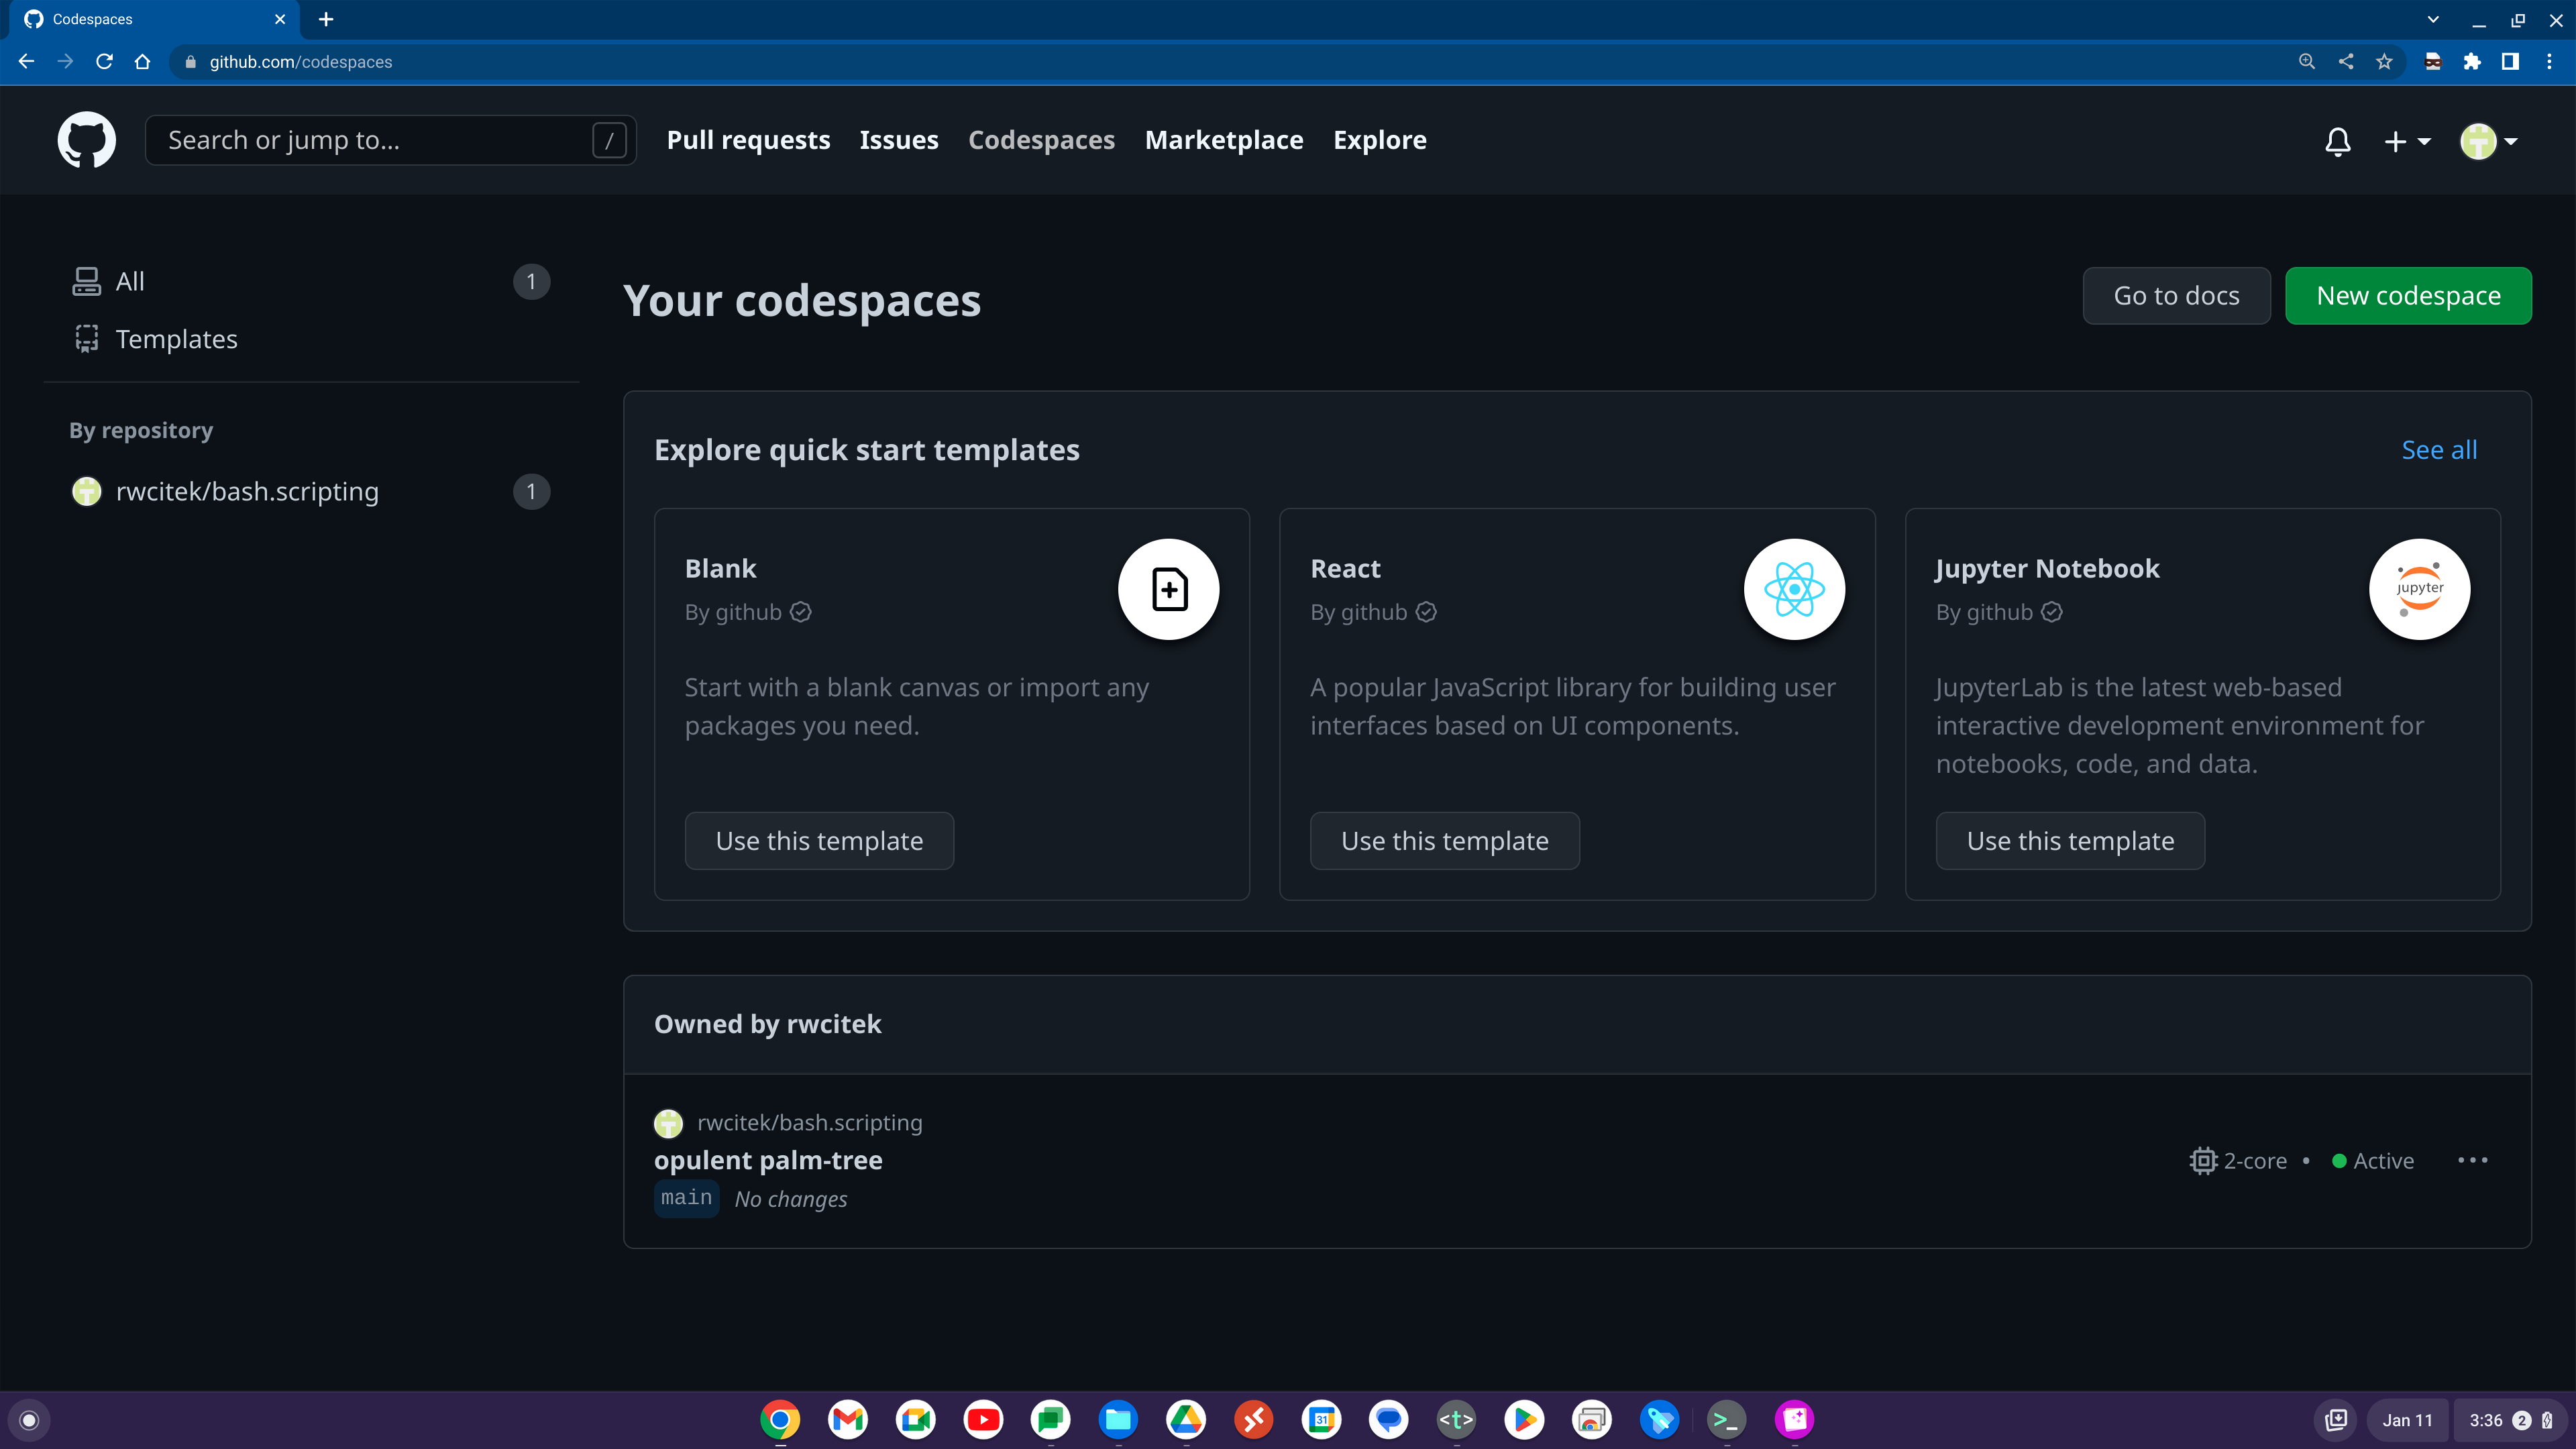 Codespaces
github.com/codespaces
Search or jump to...
/
Pull requests
Issues
Codespaces
Marketplace
Explore
All
1
Templates
By repository
rwcitek/bash.scripting
1
Your codespaces
Go to docs
New codespace
Explore quick start templates
See all
Blank
By github
Start with a blank canvas or import any
packages you need.
Use this template
React
By github
A popular JavaScript library for building user
interfaces based on UI components.
Use this template
Jupyter Notebook
By github
jupyter
JupyterLab is the latest web-based
interactive development environment for
notebooks, code, and data.
Use this template
Owned by rwcitek
rwcitek/bash.scripting
opulent palm-tree
main No changes
2-core • Active
31
<t>
>_
Jan 11
3:36
2